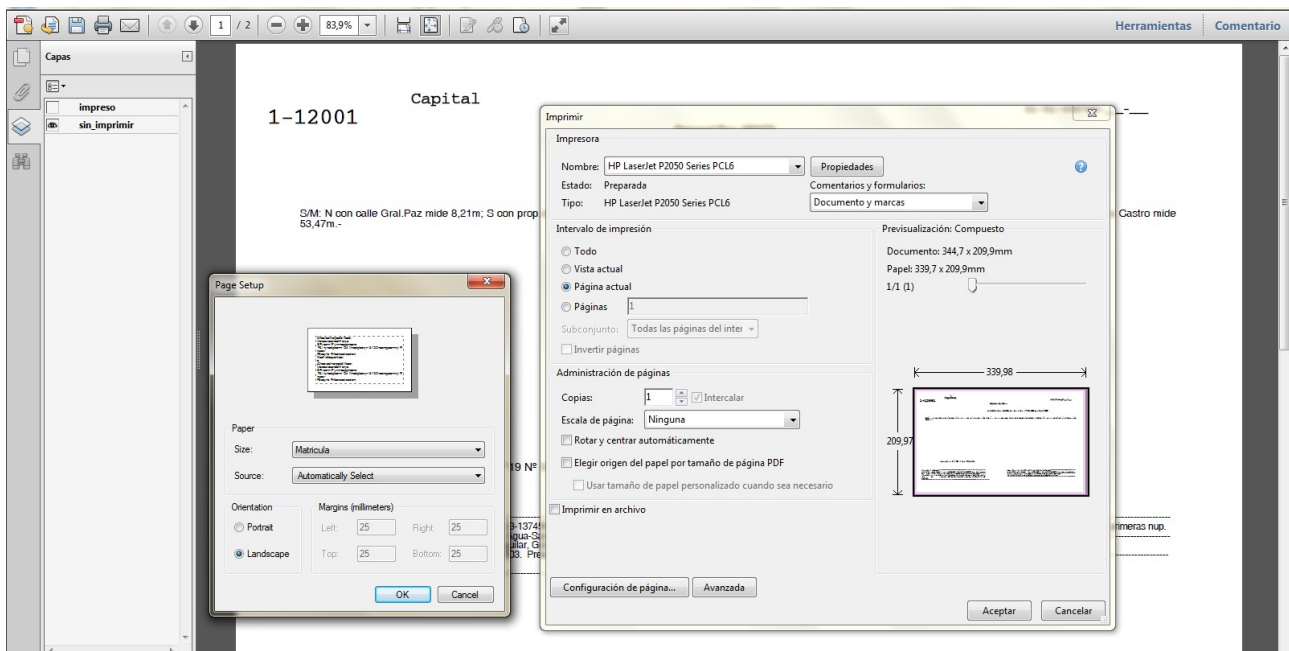 1 / 2 83,9% Herramientas Comentario
Capas
impreso
sin_imprimir
Capital
1-12001
S/M: N con calle Gral.Paz mide 8,21m; S con prop.
53,47m.-
Castro mide
19 Nº
rimeras nup.
Imprimir
Impresora
Nombre: HP LaserJet P2050 Series PCL6 Propiedades
Estado: Preparada Comentarios y formularios:
Tipo: HP LaserJet P2050 Series PCL6 Documento y marcas
Intervalo de impresión
Todo
Vista actual
Página actual
Páginas 1
Subconjunto: Todas las páginas del inter
Invertir páginas
Administración de páginas
Copias: 1 Intercalar
Escala de página: Ninguna
Rotar y centrar automáticamente
Elegir origen del papel por tamaño de página PDF
Usar tamaño de papel personalizado cuando sea necesario
Imprimir en archivo
Previsualización: Compuesto
Documento: 344,7 x 209,9mm
Papel: 339,7 x 209,9mm
1/1 (1)
339,98
209,97
1-12001 Capital
Configuración de página... Avanzada
Aceptar Cancelar
Page Setup
Paper
Size: Matricula
Source: Automatically Select
Orientation Margins (millimeters)
Portrait Left: 25 Right: 25
Landscape Top: 25 Bottom: 25
OK Cancel